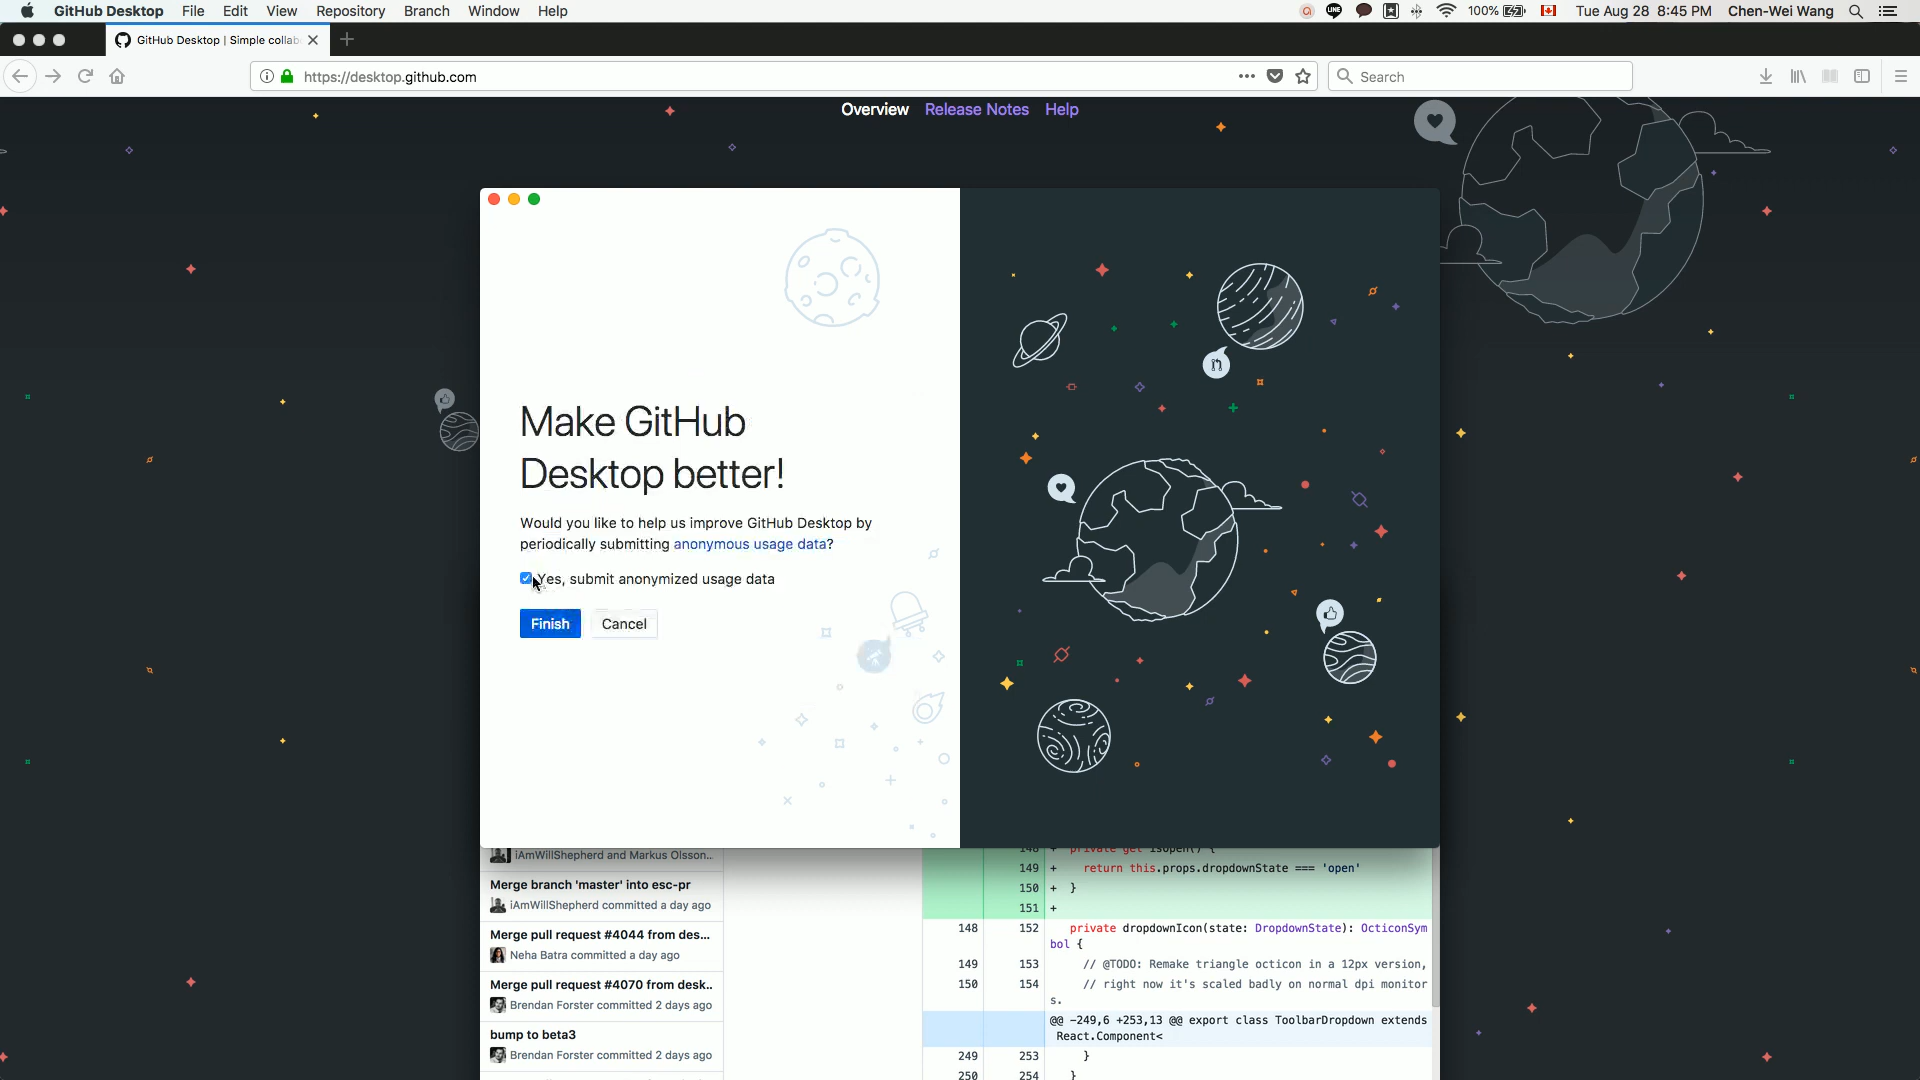 GitHub Desktop File Edit View Repository Branch Window Help 100% Tue Aug 28 8:45 PM Chen-Wei Wang
GitHub Desktop | Simple collab
https://desktop.github.com
Search
Overview Release Notes Help
Make GitHub
Desktop better!
Would you like to help us improve GitHub Desktop by
periodically submitting anonymous usage data?
Yes, submit anonymized usage data
Finish Cancel
iAmWillShepherd and Markus Olsson...
Merge branch 'master' into esc-pr
iAmWillShepherd committed a day ago
Merge pull request #4044 from des...
Neha Batra committed a day ago
Merge pull request #4070 from desk..
Brendan Forster committed 2 days ago
bump to beta3
Brendan Forster committed 2 days ago
148 + private get isOpen() {
149 + return this.props.dropdownState === 'open'
150 + }
151 +
148 152 private dropdownIcon(state: DropdownState): OcticonSym
bol {
149 153 // @TODO: Remake triangle octicon in a 12px version,
150 154 // right now it's scaled badly on normal dpi monitor
s.
@@ -249,6 +253,13 @@ export class ToolbarDropdown extends
React.Component<
249 253 }
250 254 }